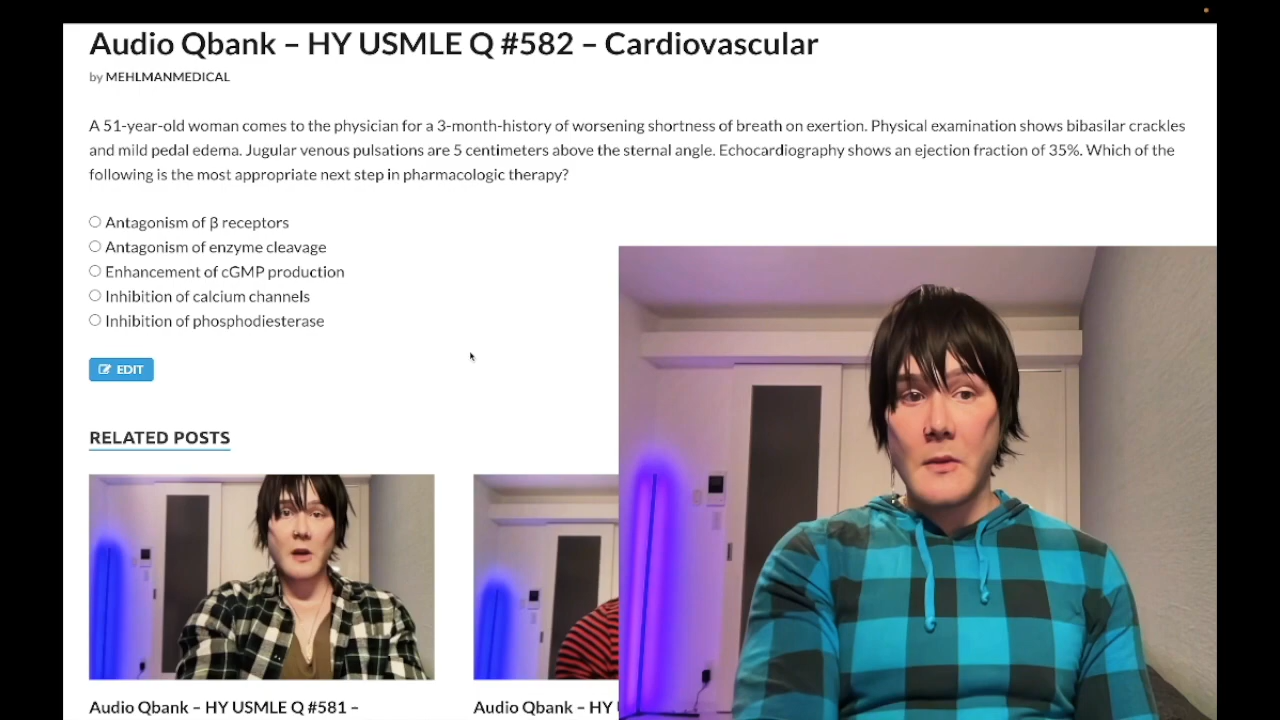 Audio Qbank – HY USMLE Q #582 – Cardiovascular
by MEHLMANMEDICAL
A 51-year-old woman comes to the physician for a 3-month-history of worsening shortness of breath on exertion. Physical examination shows bibasilar crackles
and mild pedal edema. Jugular venous pulsations are 5 centimeters above the sternal angle. Echocardiography shows an ejection fraction of 35%. Which of the
following is the most appropriate next step in pharmacologic therapy?
Antagonism of β receptors
Antagonism of enzyme cleavage
Enhancement of cGMP production
Inhibition of calcium channels
Inhibition of phosphodiesterase
EDIT
RELATED POSTS
Audio Qbank – HY USMLE Q #581 –
Audio Qbank – HY